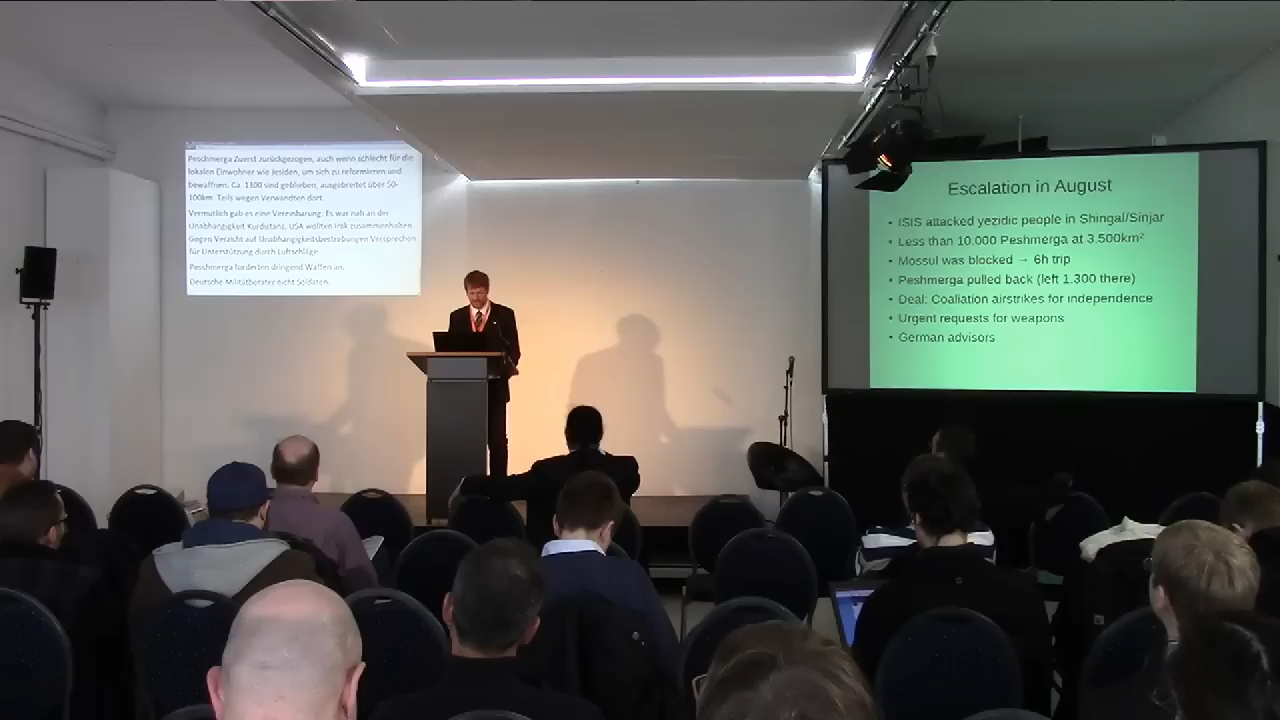 Peschmerga Zuerst zurückgezogen, auch wenn schlecht für die
lokalen Einwohner wie Jesiden, um sich zu reformieren und
bewaffnen. Ca. 1300 sind geblieben, ausgebreitet über 50-
100km. Teils wegen Verwandten dort.
Vermutlich gab es eine Vereinbarung: Es war nah an der
Unabhängigkeit Kurdistans. USA wollten Irak zusammenhalten.
Gegen Verzicht auf Unabhängigkeitsbestrebungen Versprechen
für Unterstützung durch Luftschläge.
Peschmerga forderten dringend Waffen an.
Deutsche Militärberater nicht Soldaten.
Escalation in August
• ISIS attacked yezidic people in Shingal/Sinjar
• Less than 10.000 Peshmerga at 3.500km²
• Mossul was blocked → 6h trip
• Peshmerga pulled back (left 1.300 there)
• Deal: Coaliation airstrikes for independence
• Urgent requests for weapons
• German advisors